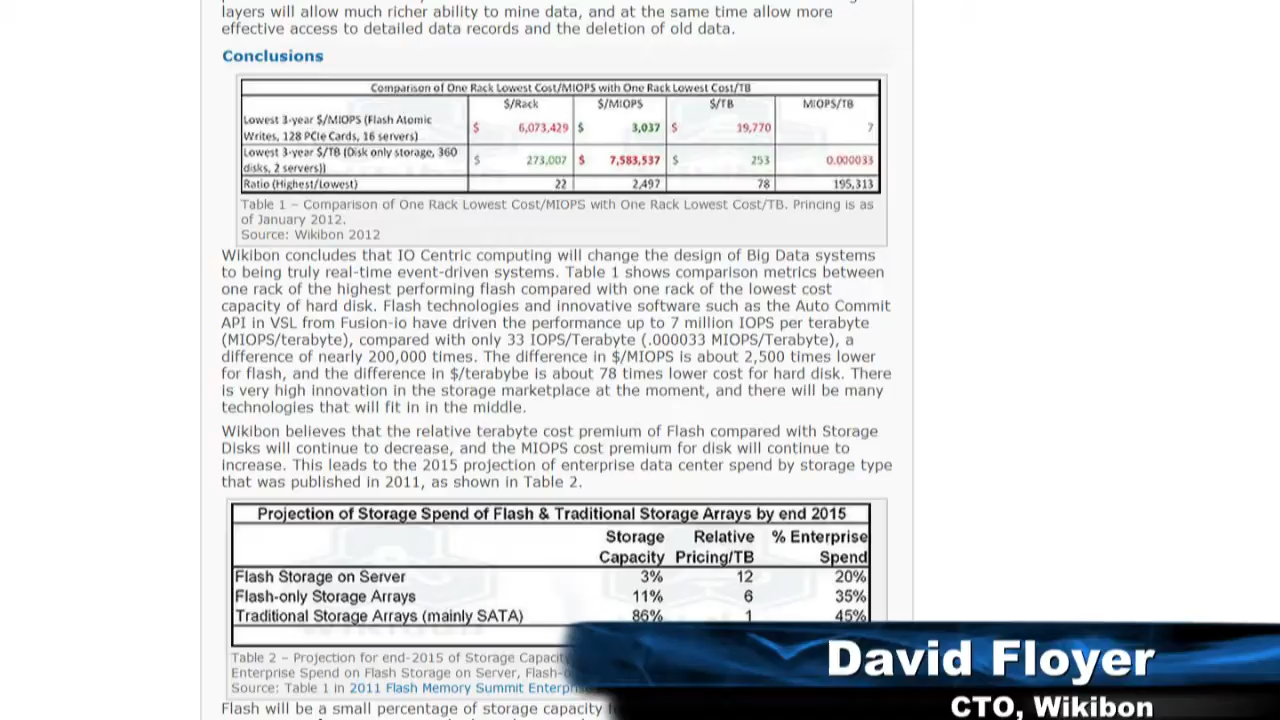 layers will allow much richer ability to mine data, and at the same time allow more
effective access to detailed data records and the deletion of old data.
Conclusions
Comparison of One Rack Lowest Cost/MIOPS with One Rack Lowest Cost/TB
$/Rack $/MIOPS $/TB MIOPS/TB
Lowest 3-year $/MIOPS (Flash Atomic
Writes, 128 PCIe Cards, 16 servers) $ 6,073,429 $ 3,037 $ 19,770 7
Lowest 3-year $/TB (Disk only storage, 360
disks, 2 servers)) $ 273,007 $ 7,583,537 $ 253 0.000033
Ratio (Highest/Lowest) 22 2,497 78 195,313
Table 1 – Comparison of One Rack Lowest Cost/MIOPS with One Rack Lowest Cost/TB. Princing is as
of January 2012.
Source: Wikibon 2012
Wikibon concludes that IO Centric computing will change the design of Big Data systems
to being truly real-time event-driven systems. Table 1 shows comparison metrics between
one rack of the highest performing flash compared with one rack of the lowest cost
capacity of hard disk. Flash technologies and innovative software such as the Auto Commit
API in VSL from Fusion-io have driven the performance up to 7 million IOPS per terabyte
(MIOPS/terabyte), compared with only 33 IOPS/Terabyte (.000033 MIOPS/Terabyte), a
difference of nearly 200,000 times. The difference in $/MIOPS is about 2,500 times lower
for flash, and the difference in $/terabybe is about 78 times lower cost for hard disk. There
is very high innovation in the storage marketplace at the moment, and there will be many
technologies that will fit in in the middle.
Wikibon believes that the relative terabyte cost premium of Flash compared with Storage
Disks will continue to decrease, and the MIOPS cost premium for disk will continue to
increase. This leads to the 2015 projection of enterprise data center spend by storage type
that was published in 2011, as shown in Table 2.
Projection of Storage Spend of Flash & Traditional Storage Arrays by end 2015
Storage Relative % Enterprise
Capacity Pricing/TB Spend
Flash Storage on Server 3% 12 20%
Flash-only Storage Arrays 11% 6 35%
Traditional Storage Arrays (mainly SATA) 86% 1 45%
Table 2 – Projection for end-2015 of Storage Capacity
Enterprise Spend on Flash Storage on Server, Flash-
Source: Table 1 in 2011 Flash Memory Summit
Flash will be a small percentage of storage capacity
David Floyer
CTO, Wikibon